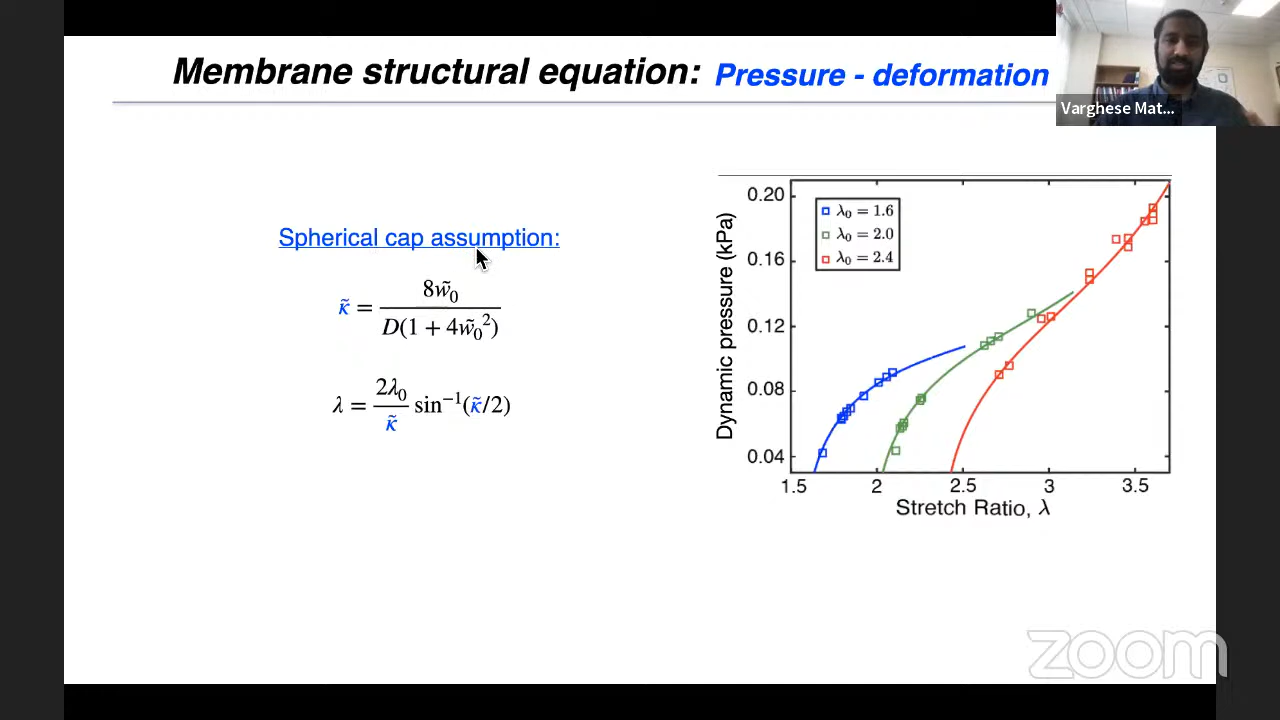 Membrane structural equation: Pressure - deformation
Varghese Mat...
Spherical cap assumption:
κ̃ = 8w̃₀ / D(1 + 4w̃₀²)
λ = 2λ₀ / κ̃ sin⁻¹(κ̃/2)
Dynamic pressure (kPa)
0.20
0.16
0.12
0.08
0.04
λ₀ = 1.6
λ₀ = 2.0
λ₀ = 2.4
1.5 2 2.5 3 3.5
Stretch Ratio, λ
zoom